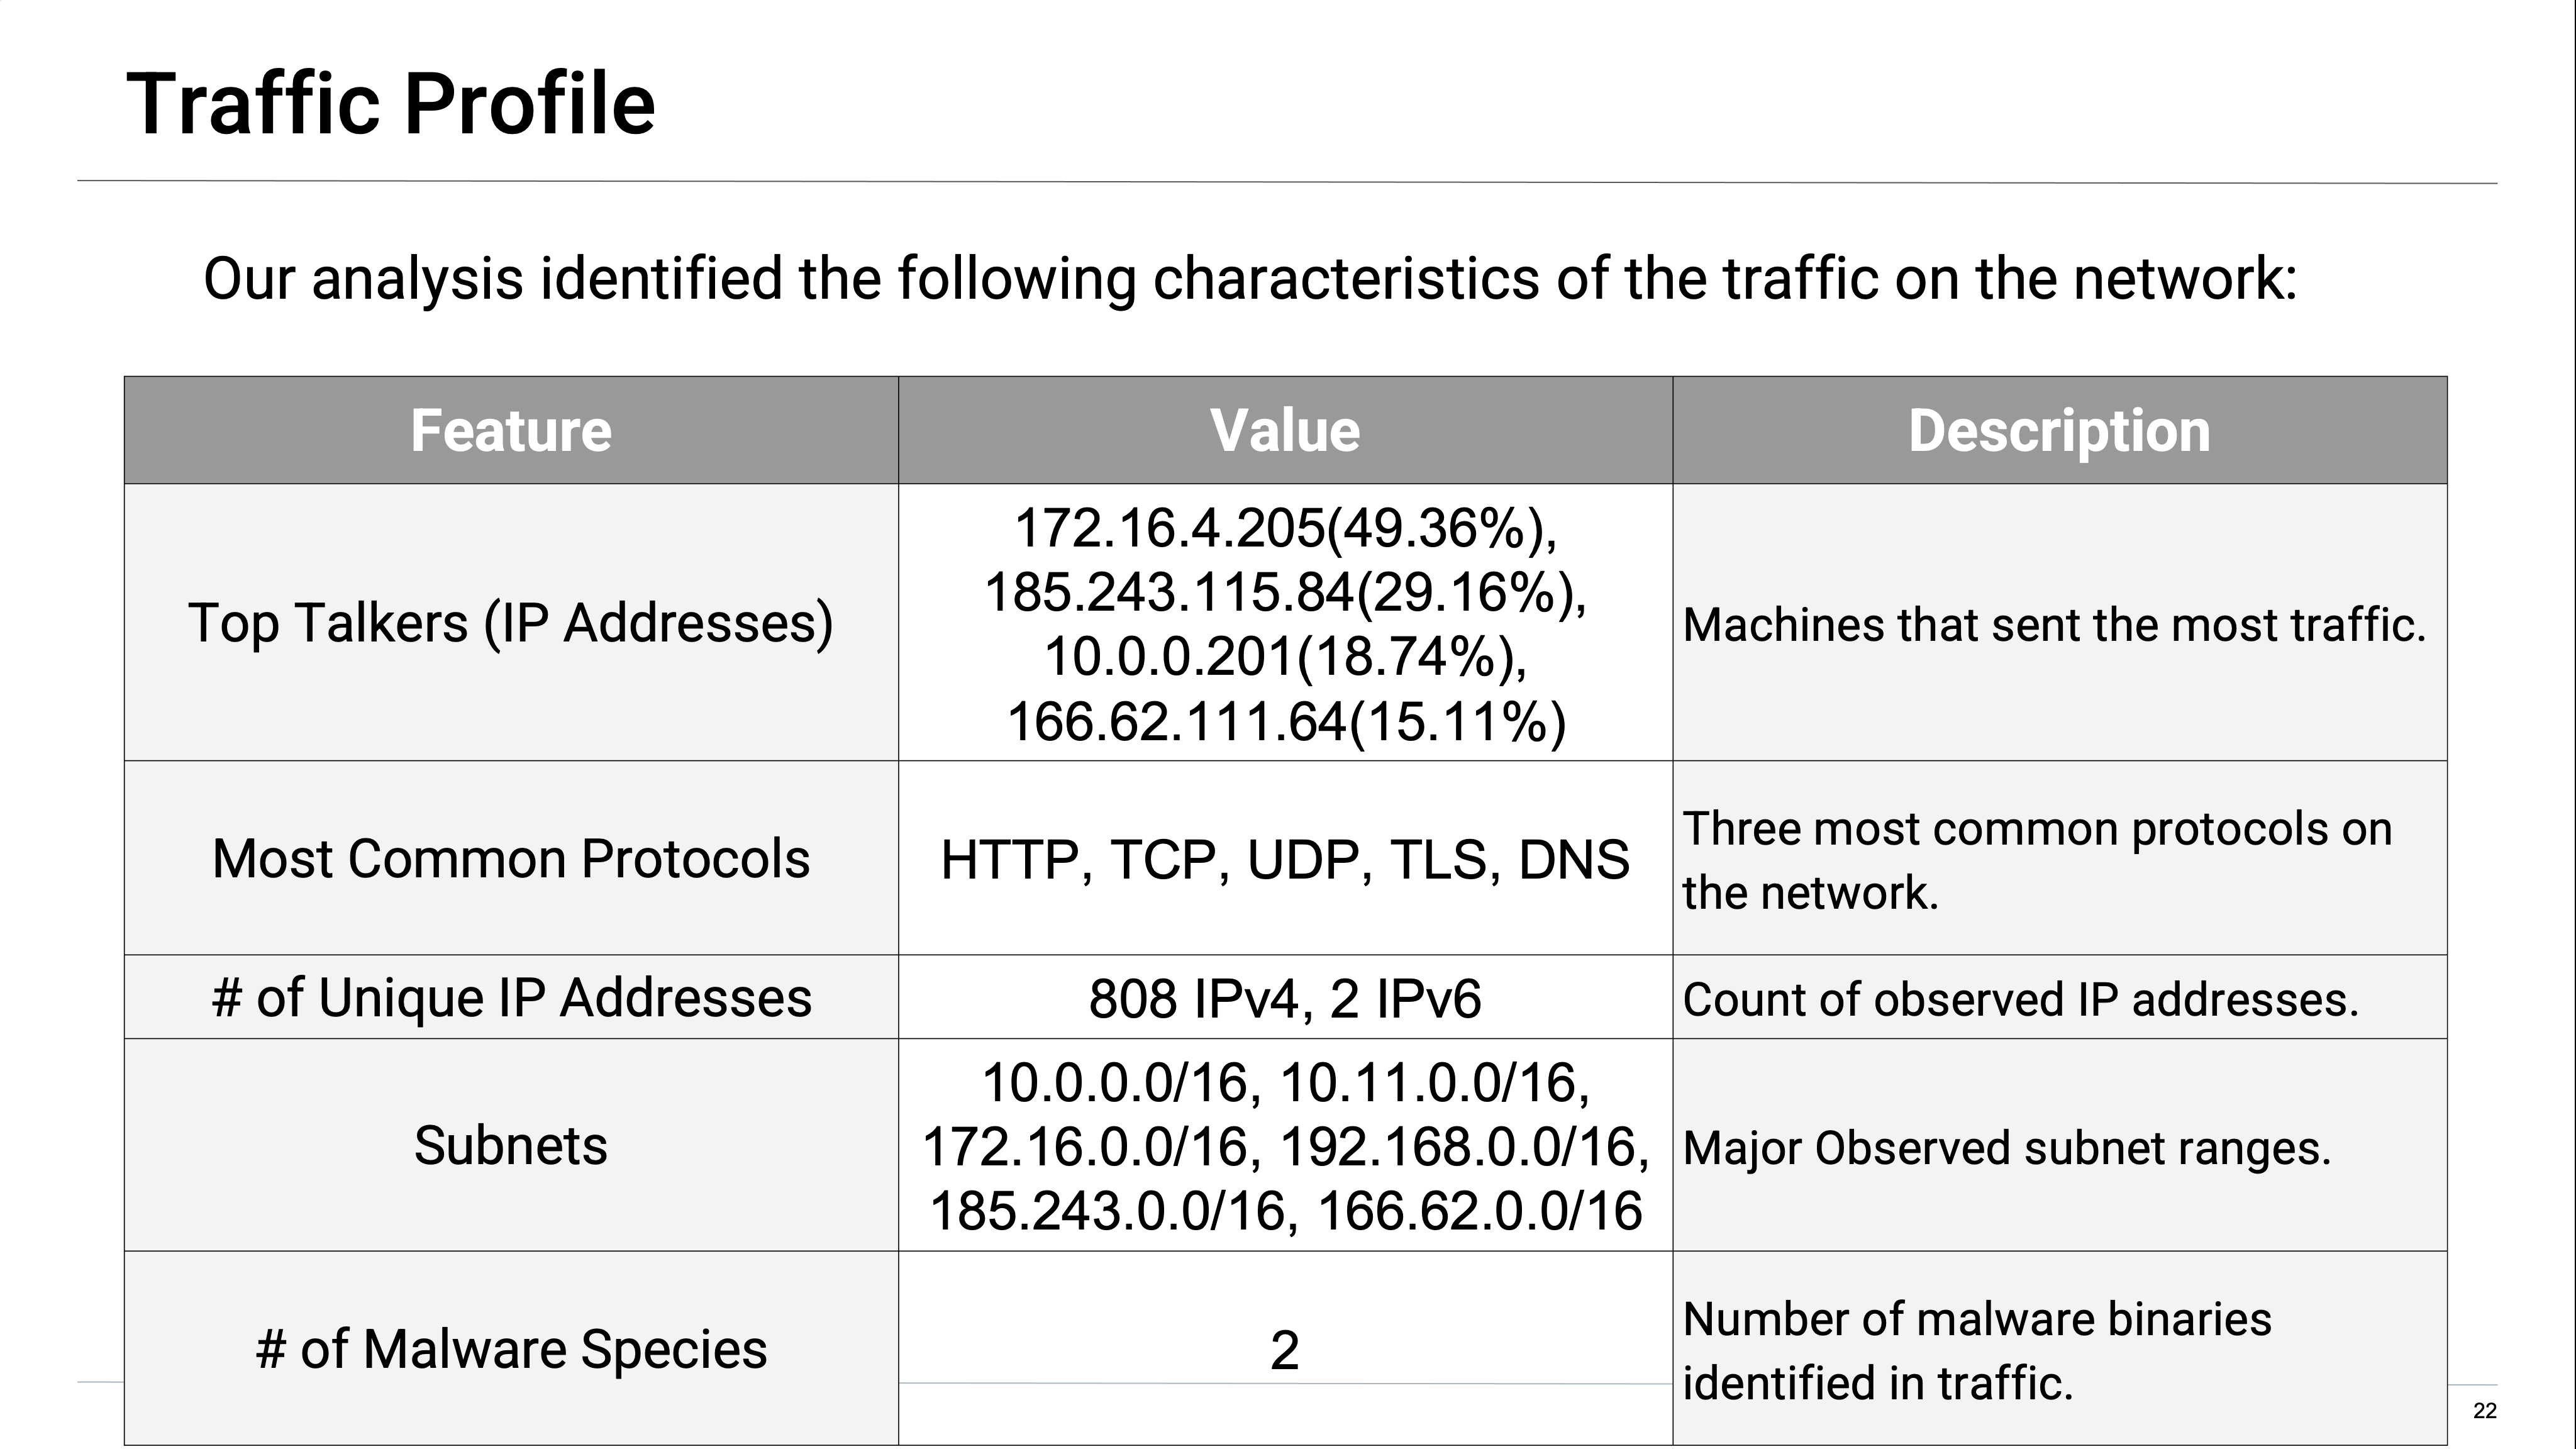 Traffic Profile
Our analysis identified the following characteristics of the traffic on the network:
Feature
Value
Description
Top Talkers (IP Addresses)
172.16.4.205(49.36%),
185.243.115.84(29.16%),
10.0.0.201(18.74%),
166.62.111.64(15.11%)
Machines that sent the most traffic.
Most Common Protocols
HTTP, TCP, UDP, TLS, DNS
Three most common protocols on
the network.
# of Unique IP Addresses
808 IPv4, 2 IPv6
Count of observed IP addresses.
Subnets
10.0.0.0/16, 10.11.0.0/16,
172.16.0.0/16, 192.168.0.0/16,
185.243.0.0/16, 166.62.0.0/16
Major Observed subnet ranges.
# of Malware Species
2
Number of malware binaries
identified in traffic.
22